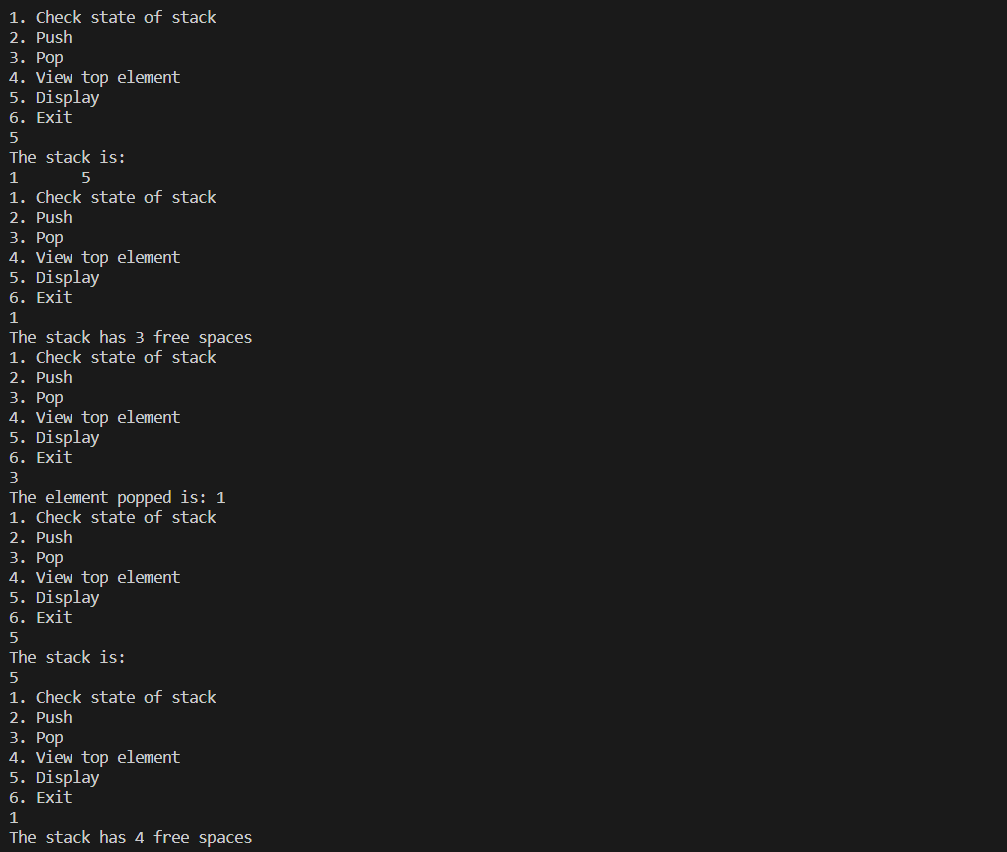 1. Check state of stack
2. Push
3. Pop
4. View top element
5. Display
6. Exit
5
The stack is:
1       5
1. Check state of stack
2. Push
3. Pop
4. View top element
5. Display
6. Exit
1
The stack has 3 free spaces
1. Check state of stack
2. Push
3. Pop
4. View top element
5. Display
6. Exit
3
The element popped is: 1
1. Check state of stack
2. Push
3. Pop
4. View top element
5. Display
6. Exit
5
The stack is:
5
1. Check state of stack
2. Push
3. Pop
4. View top element
5. Display
6. Exit
1
The stack has 4 free spaces